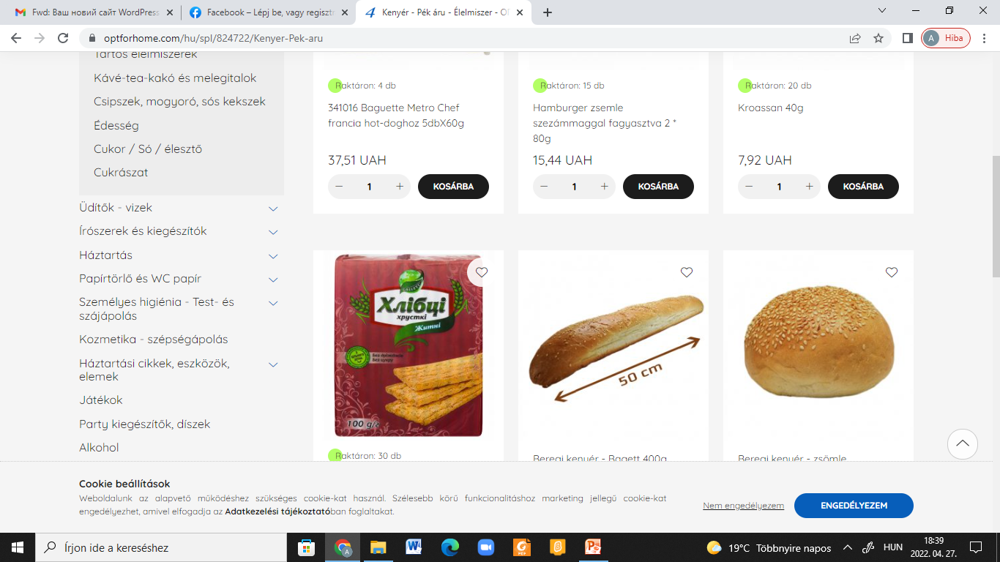 Fwd: Ваш новий сайт WordPress
Facebook – Lépj be, vagy regisztr
Kenyér - Pék áru - Élelmiszer - O
optforhome.com/hu/spl/824722/Kenyer-Pek-aru
A Hiba
Tartós élelmiszerek
Kávé-tea-kakó és melegitalok
Csipszek, mogyoró, sós kekszek
Édesség
Cukor / Só / élesztő
Cukrászat
Üdítők - vizek
Írószerek és kiegészítók
Háztartás
Papírtörlő és WC papír
Személyes higiénia - Test- és
szájápolás
Kozmetika - szépségápolás
Háztartási cikkek, eszközök,
elemek
Játékok
Party kiegészítők, díszek
Alkohol
Raktáron: 4 db
341016 Baguette Metro Chef
francia hot-doghoz 5dbX60g
37,51 UAH
− 1 + KOSÁRBA
Raktáron: 15 db
Hamburger zsemle
szezámmaggal fagyasztva 2 *
80g
15,44 UAH
− 1 + KOSÁRBA
Raktáron: 20 db
Kroassan 40g
7,92 UAH
− 1 + KOSÁRBA
Хлібці
хрусткі
Житні
100 g/г
Raktáron: 30 db
50 cm
Beregi kenyér - Bagett 400g
Beregi kenyér - zsömle
Cookie beállítások
Weboldalunk az alapvető működéshez szükséges cookie-kat használ. Szélesebb körű funkcionalitáshoz marketing jellegű cookie-kat
engedélyezhet, amivel elfogadja az Adatkezelési tájékoztatóban foglaltakat.
Nem engedélyezem
ENGEDÉLYEZEM
Írjon ide a kereséshez
19°C Többnyire napos
HUN
18:39
2022. 04. 27.